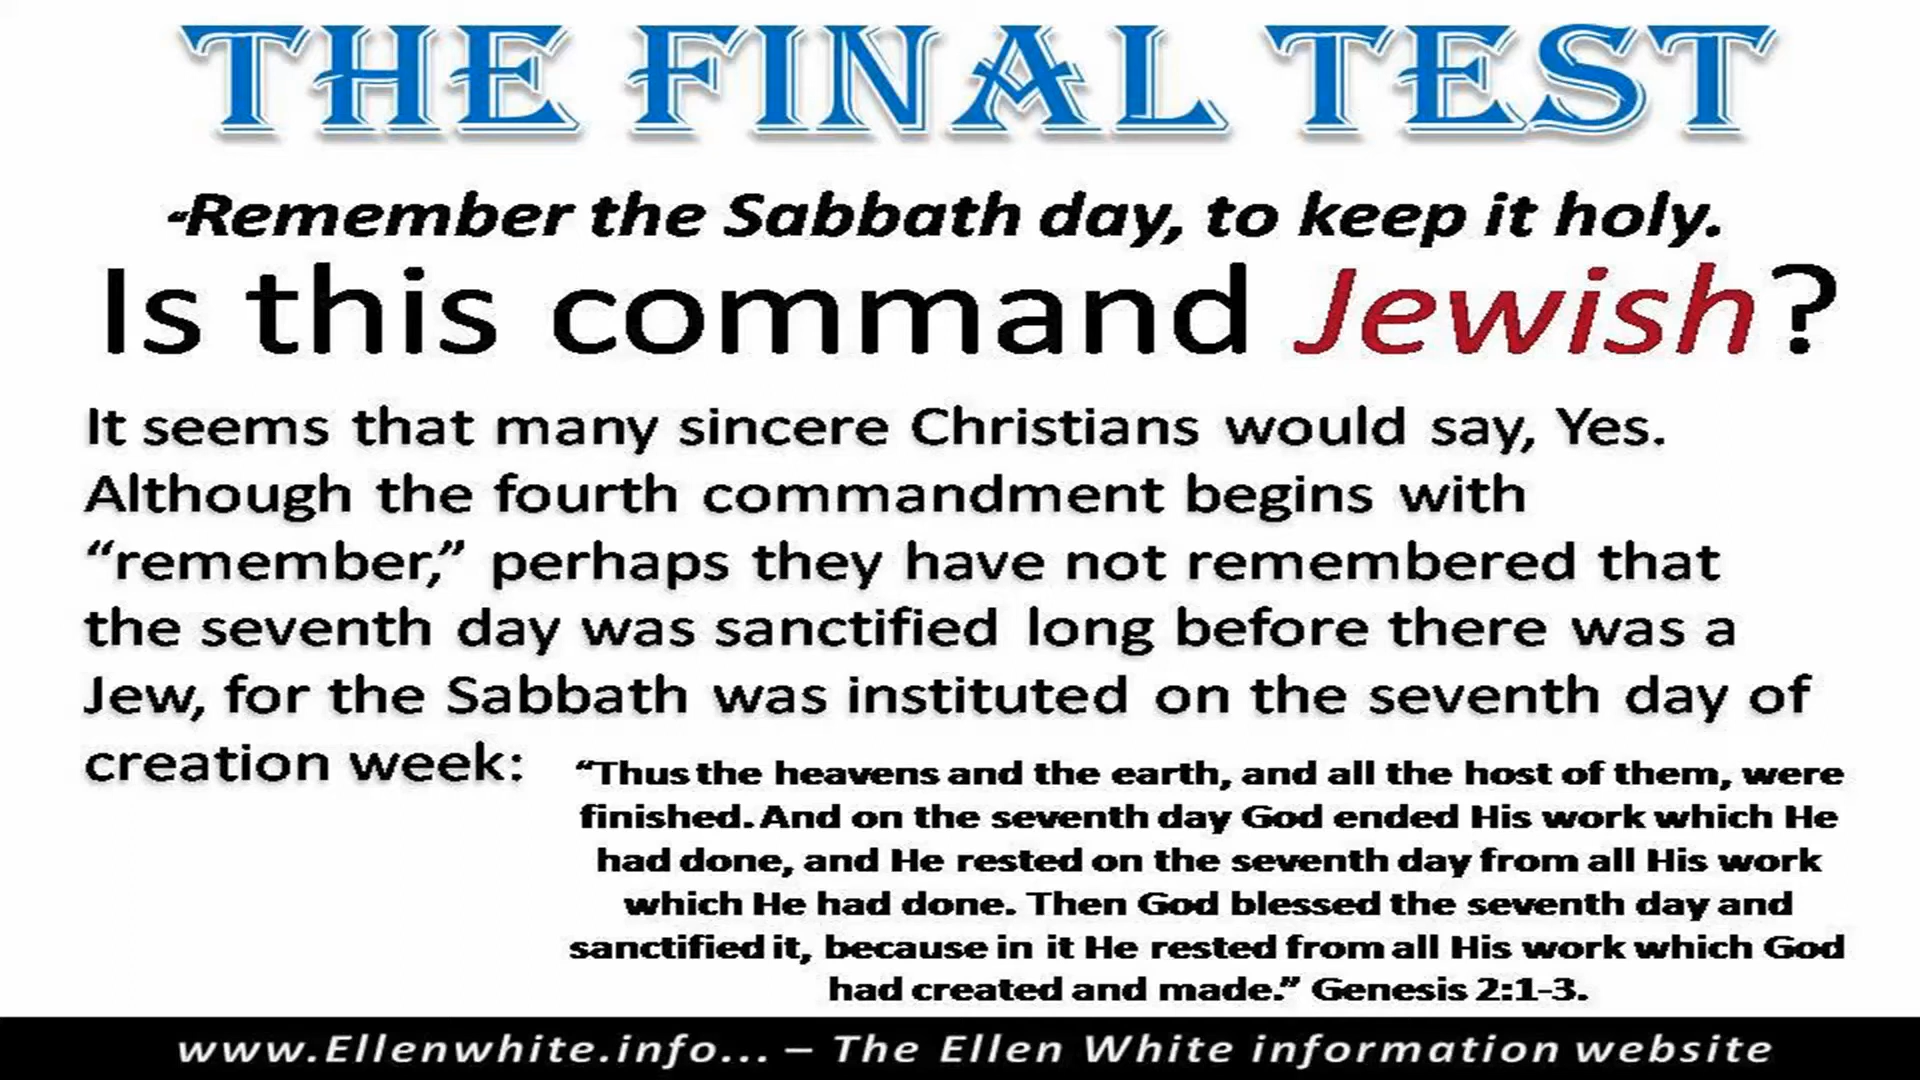 THE FINAL TEST
-Remember the Sabbath day, to keep it holy.
Is this command Jewish?
It seems that many sincere Christians would say, Yes.
Although the fourth commandment begins with
“remember,” perhaps they have not remembered that
the seventh day was sanctified long before there was a
Jew, for the Sabbath was instituted on the seventh day of
creation week:
“Thus the heavens and the earth, and all the host of them, were
finished. And on the seventh day God ended His work which He
had done, and He rested on the seventh day from all His work
which He had done. Then God blessed the seventh day and
sanctified it, because in it He rested from all His work which God
had created and made.” Genesis 2:1-3.
www.Ellenwhite.info... – The Ellen White information website